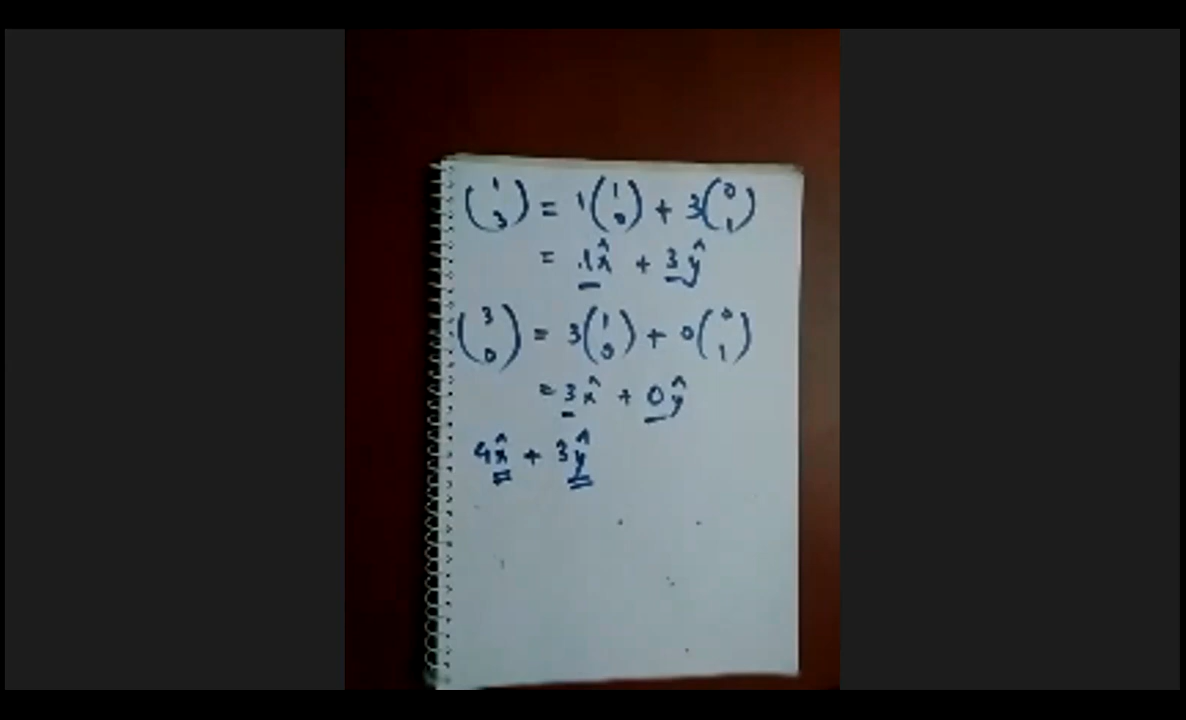 (1 3) = 1(1 0) + 3(0 1)
= 1x̂ + 3ŷ
(3 0) = 3(1 0) + 0(0 1)
= 3x̂ + 0ŷ
4x̂ + 3ŷ